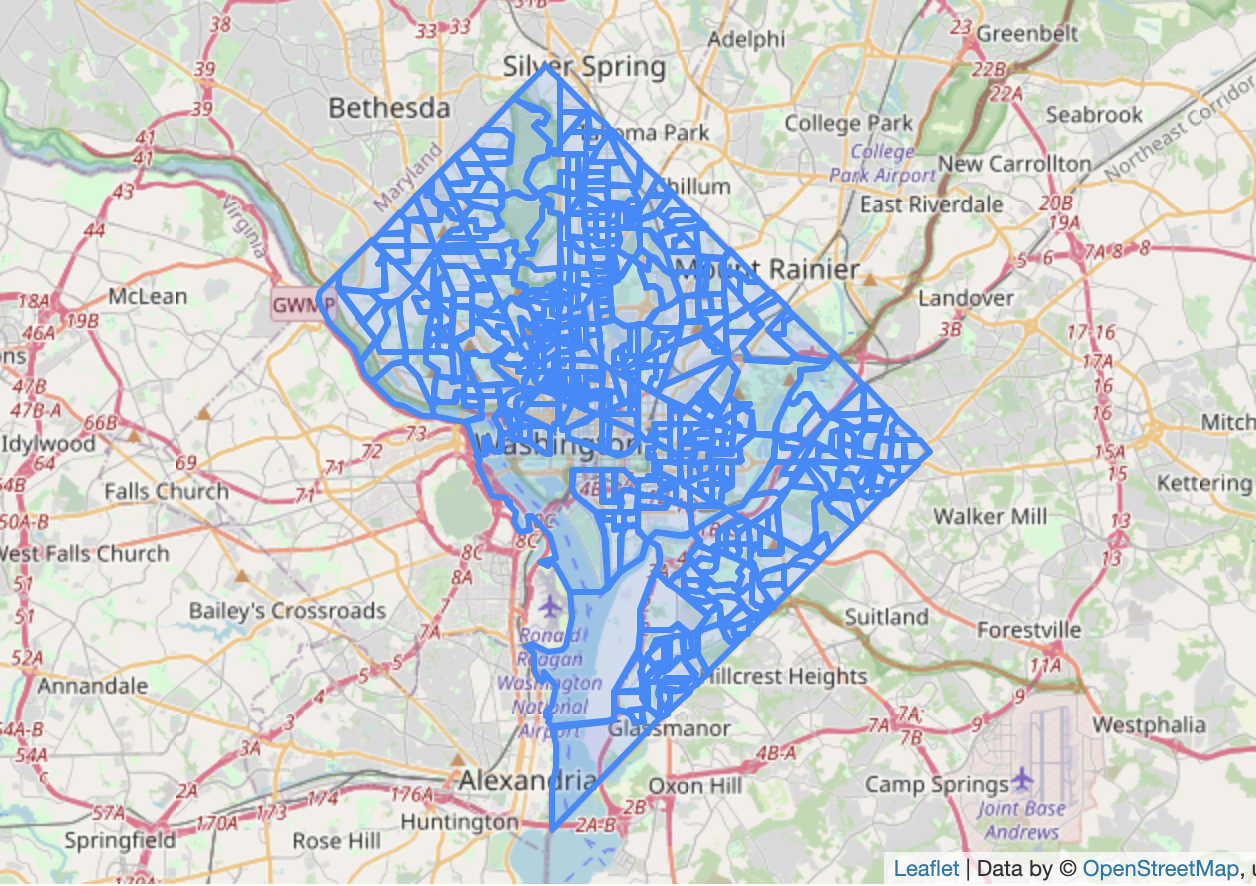 31B
38
33
33
23
Greenbelt
Adelphi
39
Silver Spring
22B
22A
Bethesda
39
Seabrook
Northeast Corridor
College Park
Takoma Park
41
41
College
Park Airport
New Carrollton
Maryland
43
Chillum
East Riverdale
20B
19A
Virginia
44
5
6
7A
8
8
Mount Rainier
McLean
GWMP
18A
19B
46A
Landover
3B
17-16
17A
ons
47B
16
47B-A
66B
16
Mitch
73
Idylwood
Washington
72
15A
64
69
71
15
54B
Falls Church
71
4B
Kettering
50A-B
8C
Walker Mill
13
West Falls Church
8C
8C
13
51
8A
51
Bailey's Crossroads
Suitland
7A
Forestville
Ronald
Reagan
Washington
National
Airport
52A
5
5
11A
Annandale
4
Hillcrest Heights
9
54A-B
3
Glassmanor
7A
7A;
7B
9
Westphalia
54A
3A
4B-A
c
Alexandria
Oxon Hill
Camp Springs
2A
176A
Joint Base
Andrews
57A
170A
173
174
Huntington
2B
2A-B
Springfield
Rose Hill
170A
Leaflet | Data by © OpenStreetMap,